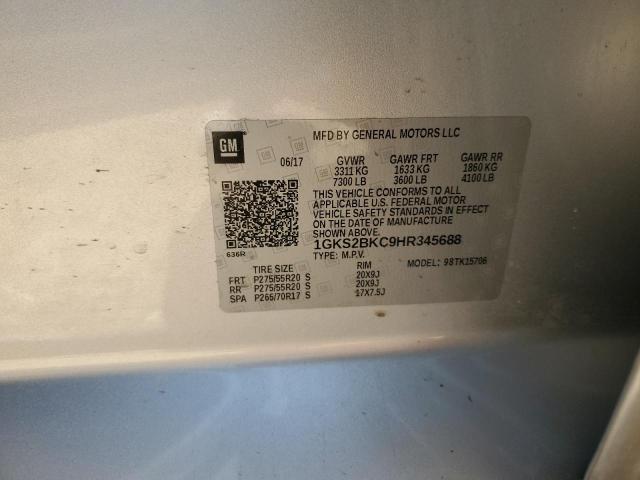 GM
MFD BY GENERAL MOTORS LLC
06/17 GVWR GAWR FRT GAWR RR
3311 KG 1633 KG 1860 KG
7300 LB 3600 LB 4100 LB
THIS VEHICLE CONFORMS TO ALL
APPLICABLE U.S. FEDERAL MOTOR
VEHICLE SAFETY STANDARDS IN EFFECT
ON THE DATE OF MANUFACTURE
SHOWN ABOVE.
1GKS2BKC9HR345688
636R
TYPE: M.P.V. MODEL: 98TK15706
TIRE SIZE RIM
FRT P275/55R20 S 20X9J
RR P275/55R20 S 20X9J
SPA P265/70R17 S 17X7.5J